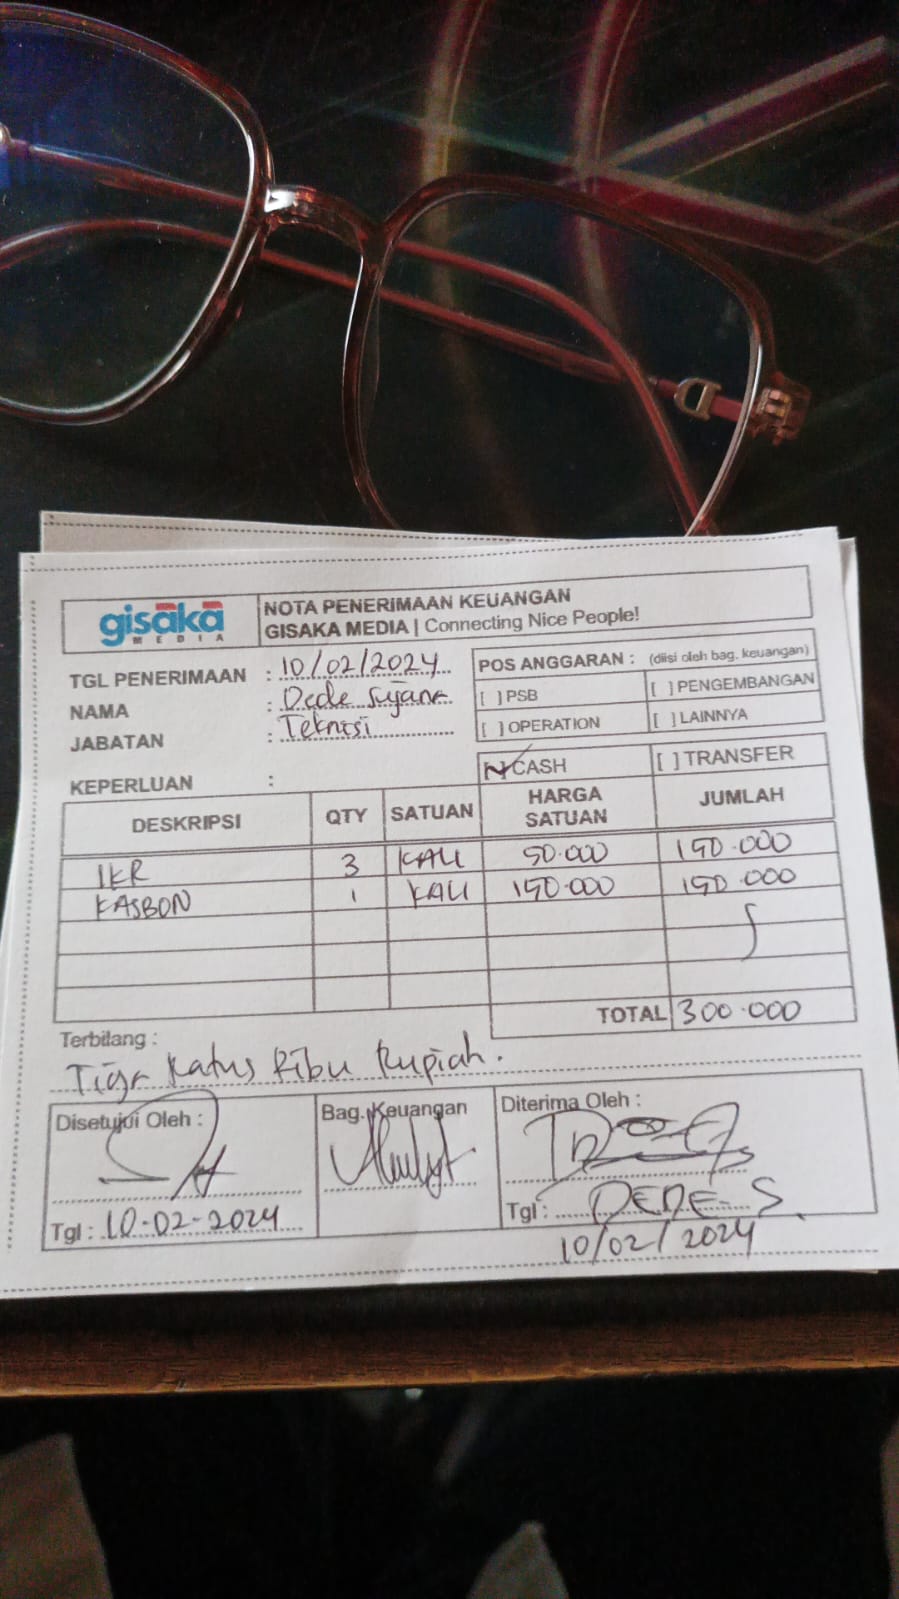 gisaka
MEDIA
NOTA PENERIMAAN KEUANGAN
GISAKA MEDIA | Connecting Nice People!
TGL PENERIMAAN : 10/02/2024
NAMA : Dede Sujana
JABATAN : Teknisi
KEPERLUAN :
POS ANGGARAN : (diisi oleh bag. keuangan)
[ ] PSB [ ] PENGEMBANGAN
[ ] OPERATION [ ] LAINNYA
[✓] CASH [ ] TRANSFER
DESKRIPSI QTY SATUAN HARGA SATUAN JUMLAH
IKR 3 KALI 50.000 150.000
KASBON 1 KALI 150.000 150.000
TOTAL 300.000
Terbilang :
Tiga Ratus Ribu Rupiah.
Disetujui Oleh : Bag. Keuangan Diterima Oleh :
Tgl : 10-02-2024
Tgl : DEDE-S
10/02/2024